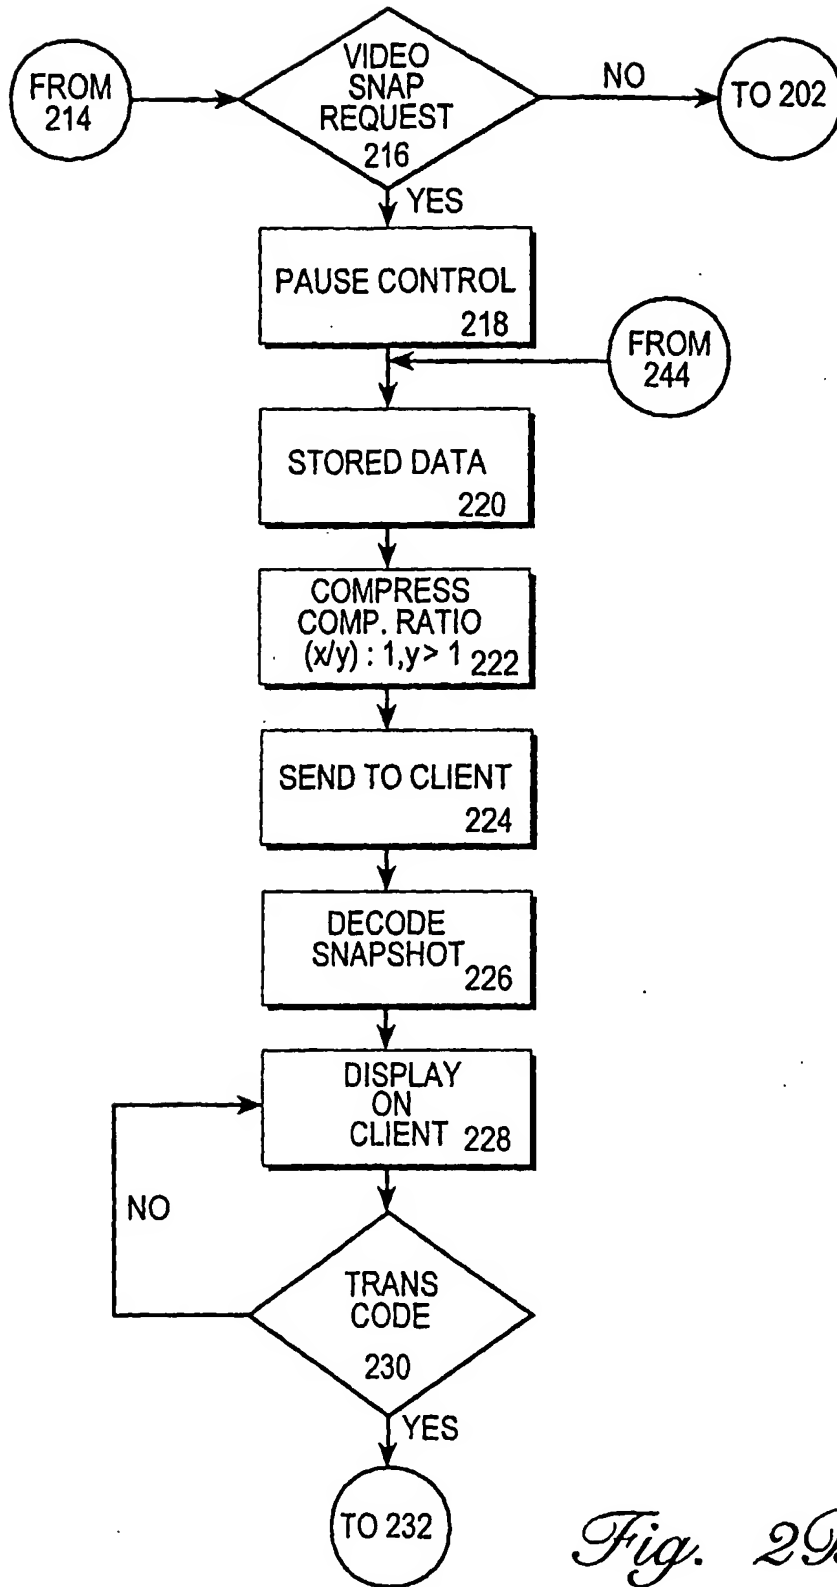 FROM
214
VIDEO
SNAP
REQUEST
216
NO
TO 202
YES
PAUSE CONTROL
218
FROM
244
STORED DATA
220
COMPRESS
COMP. RATIO
(x/y) : 1,y> 1 222
SEND TO CLIENT
224
DECODE
SNAPSHOT
226
DISPLAY
ON
CLIENT 228
NO
TRANS
CODE
230
YES
TO 232
Fig. 2B